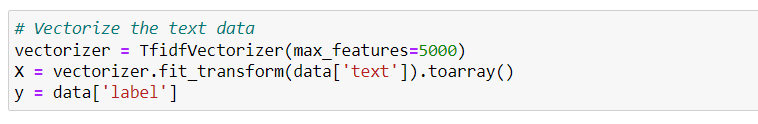 # Vectorize the text data
vectorizer = TfidfVectorizer(max_features=5000)
X = vectorizer.fit_transform(data['text']).toarray()
y = data['label']